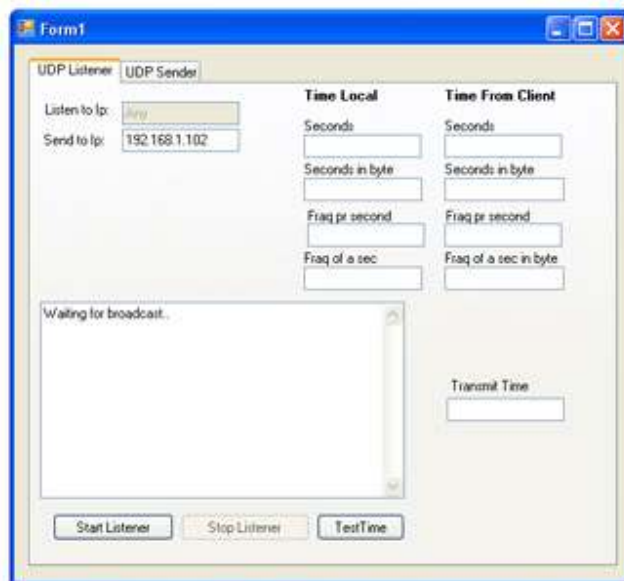 Form1
UDP Listener UDP Sender
Time Local Time From Client
Listen to Ip: Any
Send to Ip: 192.168.1.102
Seconds Seconds
Seconds in byte Seconds in byte
Fraq pr second Fraq pr second
Fraq of a sec Fraq of a sec in byte
Waiting for broadcast..
Transmit Time
Start Listener Stop Listener TestTime